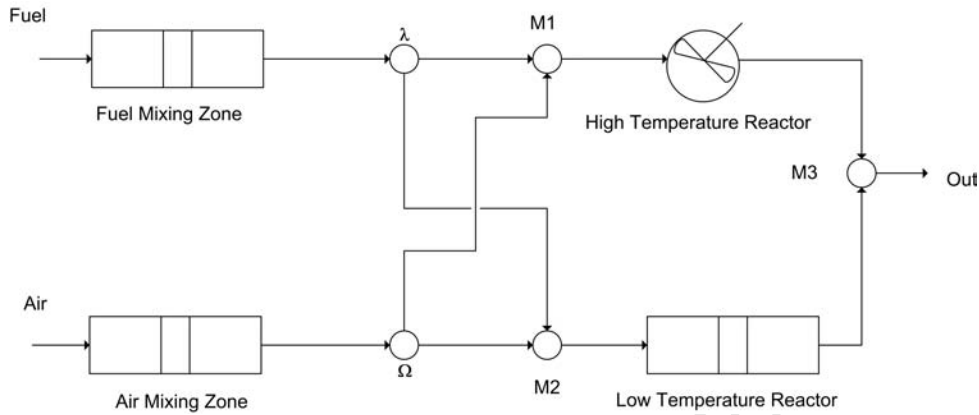 Fuel
λ
M1
Fuel Mixing Zone
High Temperature Reactor
M3
Out
Air
Ω
M2
Air Mixing Zone
Low Temperature Reactor